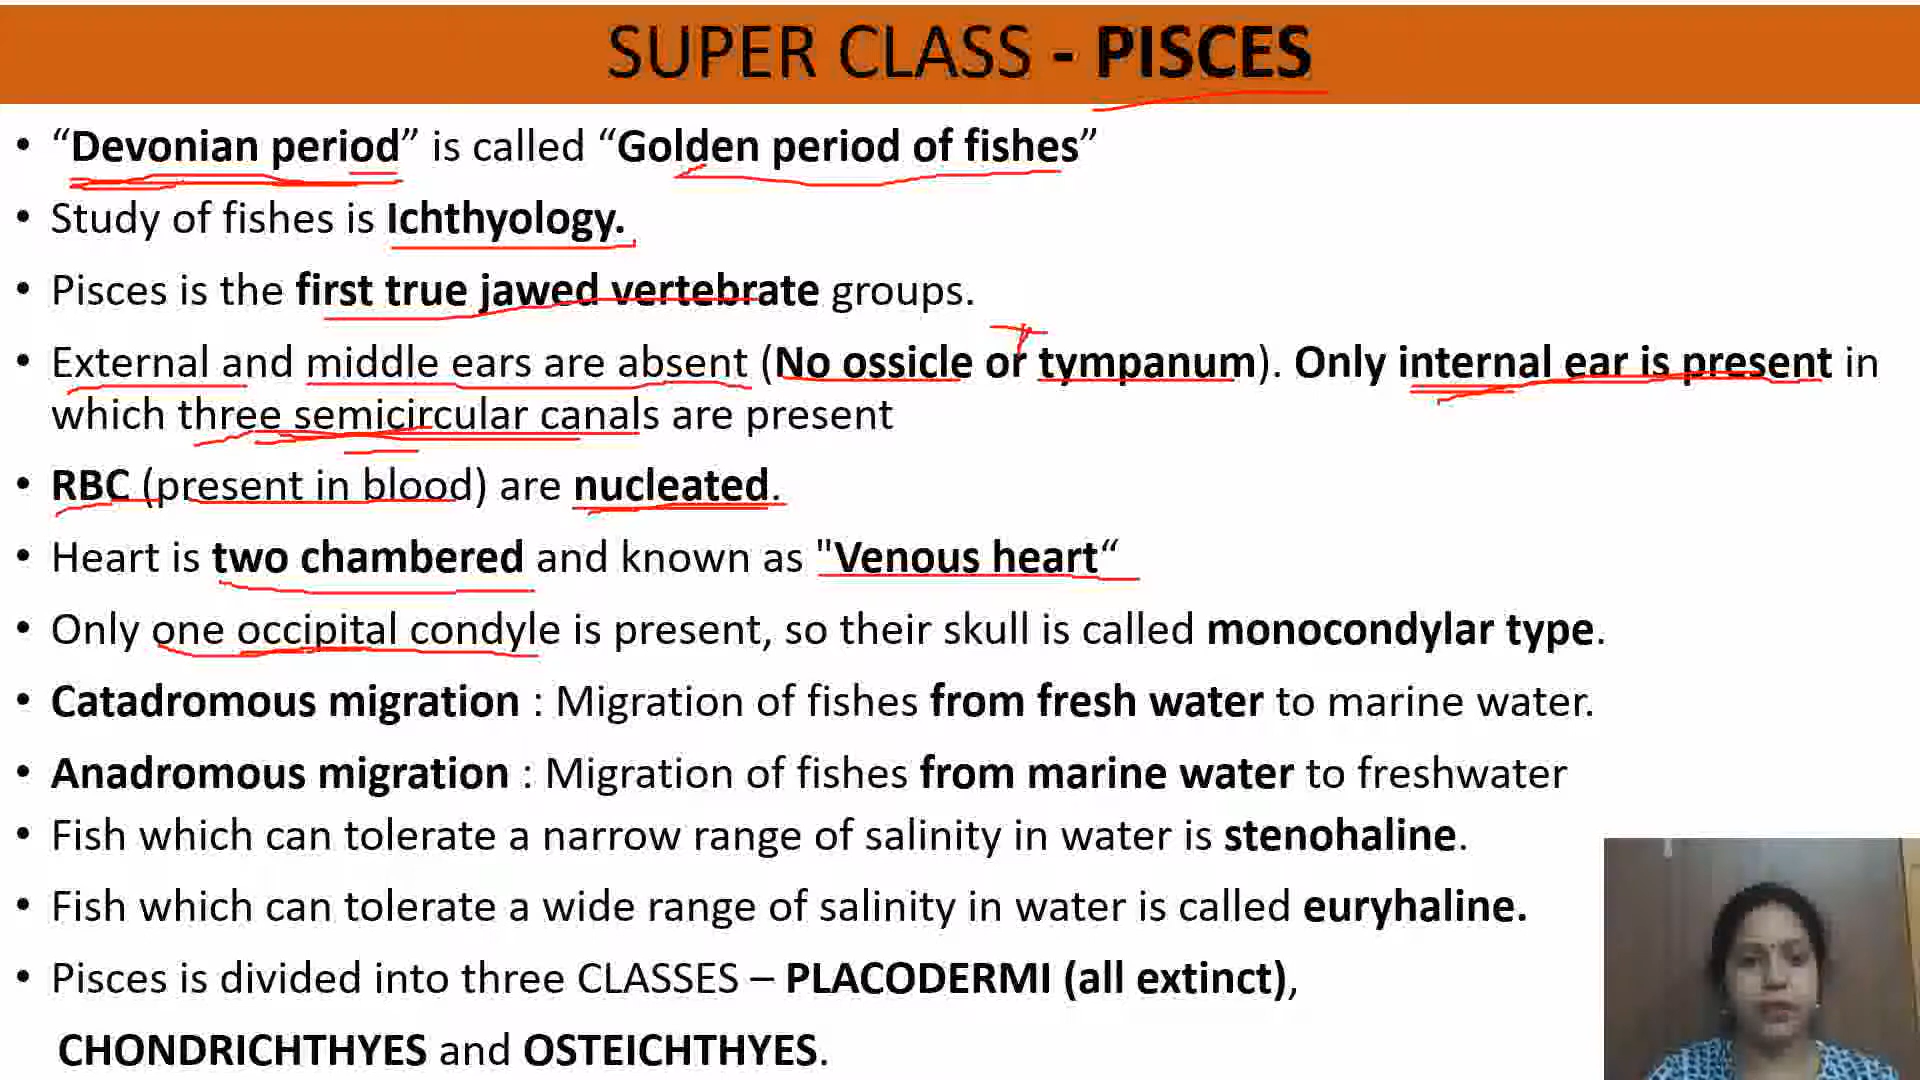 SUPER CLASS - PISCES
• “Devonian period” is called “Golden period of fishes”
• Study of fishes is Ichthyology.
• Pisces is the first true jawed vertebrate groups.
• External and middle ears are absent (No ossicle or tympanum). Only internal ear is present in
which three semicircular canals are present
• RBC (present in blood) are nucleated.
• Heart is two chambered and known as "Venous heart“
• Only one occipital condyle is present, so their skull is called monocondylar type.
• Catadromous migration : Migration of fishes from fresh water to marine water.
• Anadromous migration : Migration of fishes from marine water to freshwater
• Fish which can tolerate a narrow range of salinity in water is stenohaline.
• Fish which can tolerate a wide range of salinity in water is called euryhaline.
• Pisces is divided into three CLASSES – PLACODERMI (all extinct),
CHONDRICHTHYES and OSTEICHTHYES.